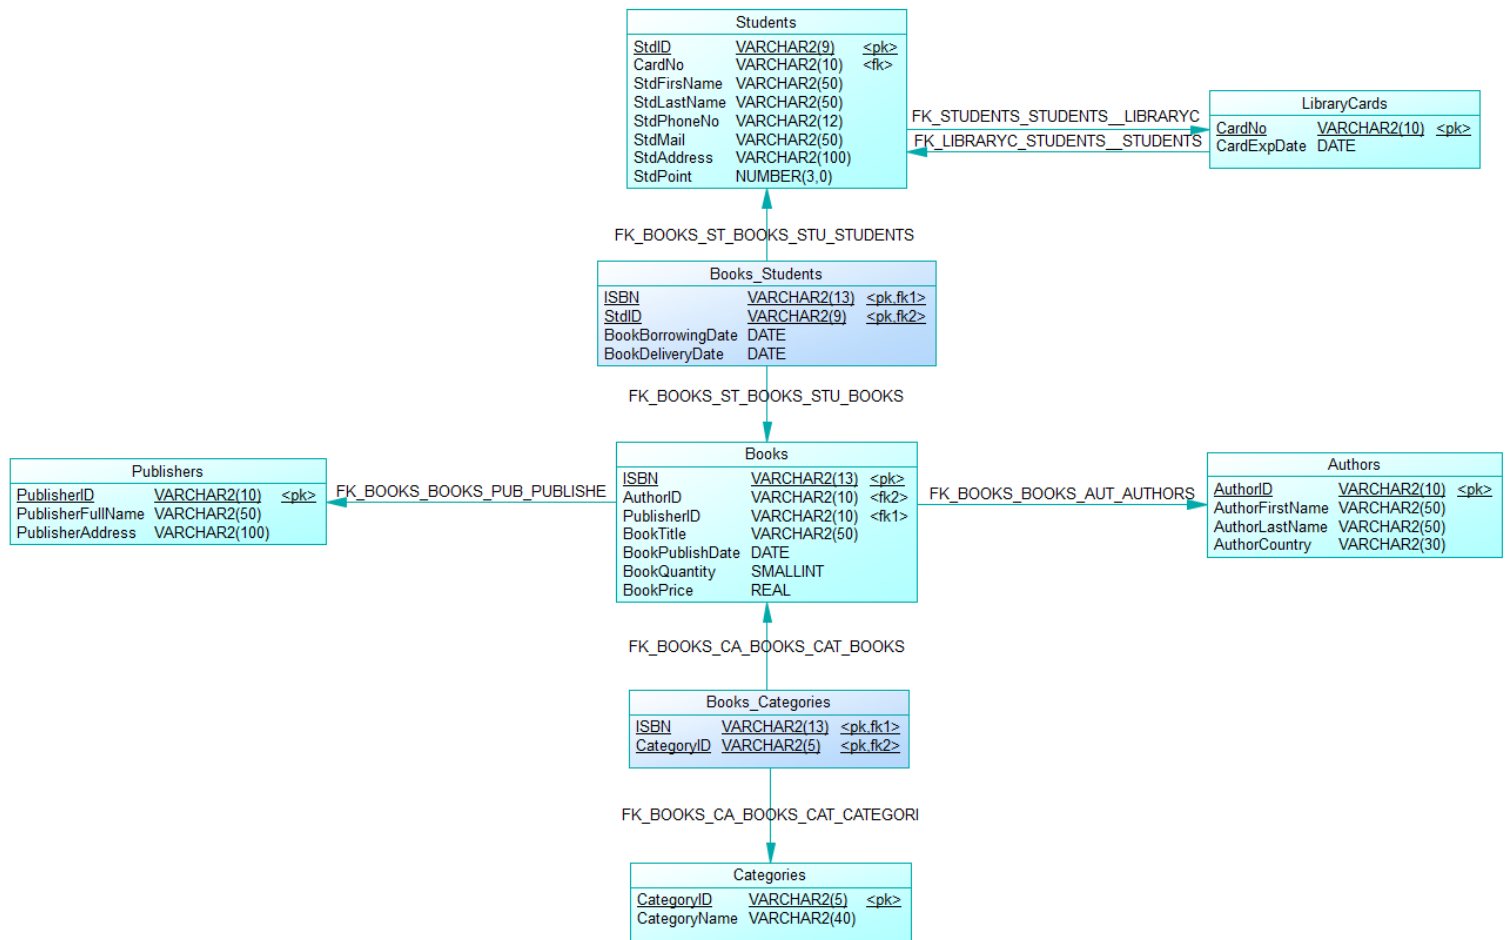 Students
StdID VARCHAR2(9) <pk>
CardNo VARCHAR2(10) <fk>
StdFirsName VARCHAR2(50)
StdLastName VARCHAR2(50)
StdPhoneNo VARCHAR2(12)
StdMail VARCHAR2(50)
StdAddress VARCHAR2(100)
StdPoint NUMBER(3,0)
FK_STUDENTS_STUDENTS__LIBRARYC
FK_LIBRARYC_STUDENTS__STUDENTS
LibraryCards
CardNo VARCHAR2(10) <pk>
CardExpDate DATE
FK_BOOKS_ST_BOOKS_STU_STUDENTS
Books_Students
ISBN VARCHAR2(13) <pk,fk1>
StdID VARCHAR2(9) <pk,fk2>
BookBorrowingDate DATE
BookDeliveryDate DATE
FK_BOOKS_ST_BOOKS_STU_BOOKS
Publishers
PublisherID VARCHAR2(10) <pk>
PublisherFullName VARCHAR2(50)
PublisherAddress VARCHAR2(100)
FK_BOOKS_BOOKS_PUB_PUBLISHE
Books
ISBN VARCHAR2(13) <pk>
AuthorID VARCHAR2(10) <fk2>
PublisherID VARCHAR2(10) <fk1>
BookTitle VARCHAR2(50)
BookPublishDate DATE
BookQuantity SMALLINT
BookPrice REAL
FK_BOOKS_BOOKS_AUT_AUTHORS
Authors
AuthorID VARCHAR2(10) <pk>
AuthorFirstName VARCHAR2(50)
AuthorLastName VARCHAR2(50)
AuthorCountry VARCHAR2(30)
FK_BOOKS_CA_BOOKS_CAT_BOOKS
Books_Categories
ISBN VARCHAR2(13) <pk,fk1>
CategoryID VARCHAR2(5) <pk,fk2>
FK_BOOKS_CA_BOOKS_CAT_CATEGORI
Categories
CategoryID VARCHAR2(5) <pk>
CategoryName VARCHAR2(40)